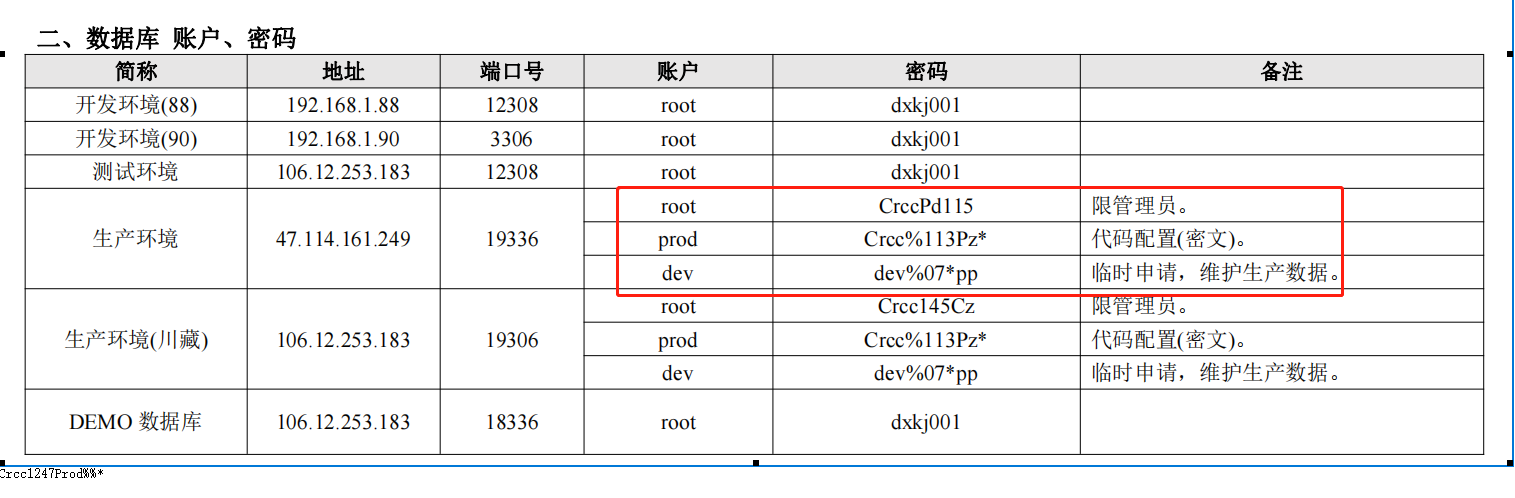 二、数据库 账户、密码
简称 地址 端口号 账户 密码 备注
开发环境(88) 192.168.1.88 12308 root dxkj001
开发环境(90) 192.168.1.90 3306 root dxkj001
测试环境 106.12.253.183 12308 root dxkj001
生产环境 47.114.161.249 19336 root CrccPd115 限管理员。
prod Crcc%113Pz* 代码配置(密文)。
dev dev%07*pp 临时申请，维护生产数据。
生产环境(川藏) 106.12.253.183 19306 root Crcc145Cz 限管理员。
prod Crcc%113Pz* 代码配置(密文)。
dev dev%07*pp 临时申请，维护生产数据。
DEMO 数据库 106.12.253.183 18336 root dxkj001
Crcc1247Prod%%*